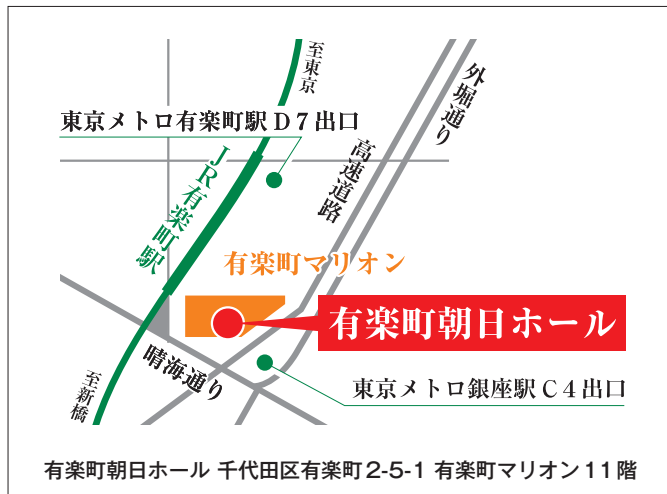 至東京
外堀通り
東京メトロ有楽町駅D7出口
高速道路
JR有楽町駅
有楽町マリオン
有楽町朝日ホール
晴海通り
至新橋
東京メトロ銀座駅C4出口
有楽町朝日ホール 千代田区有楽町2-5-1 有楽町マリオン11階